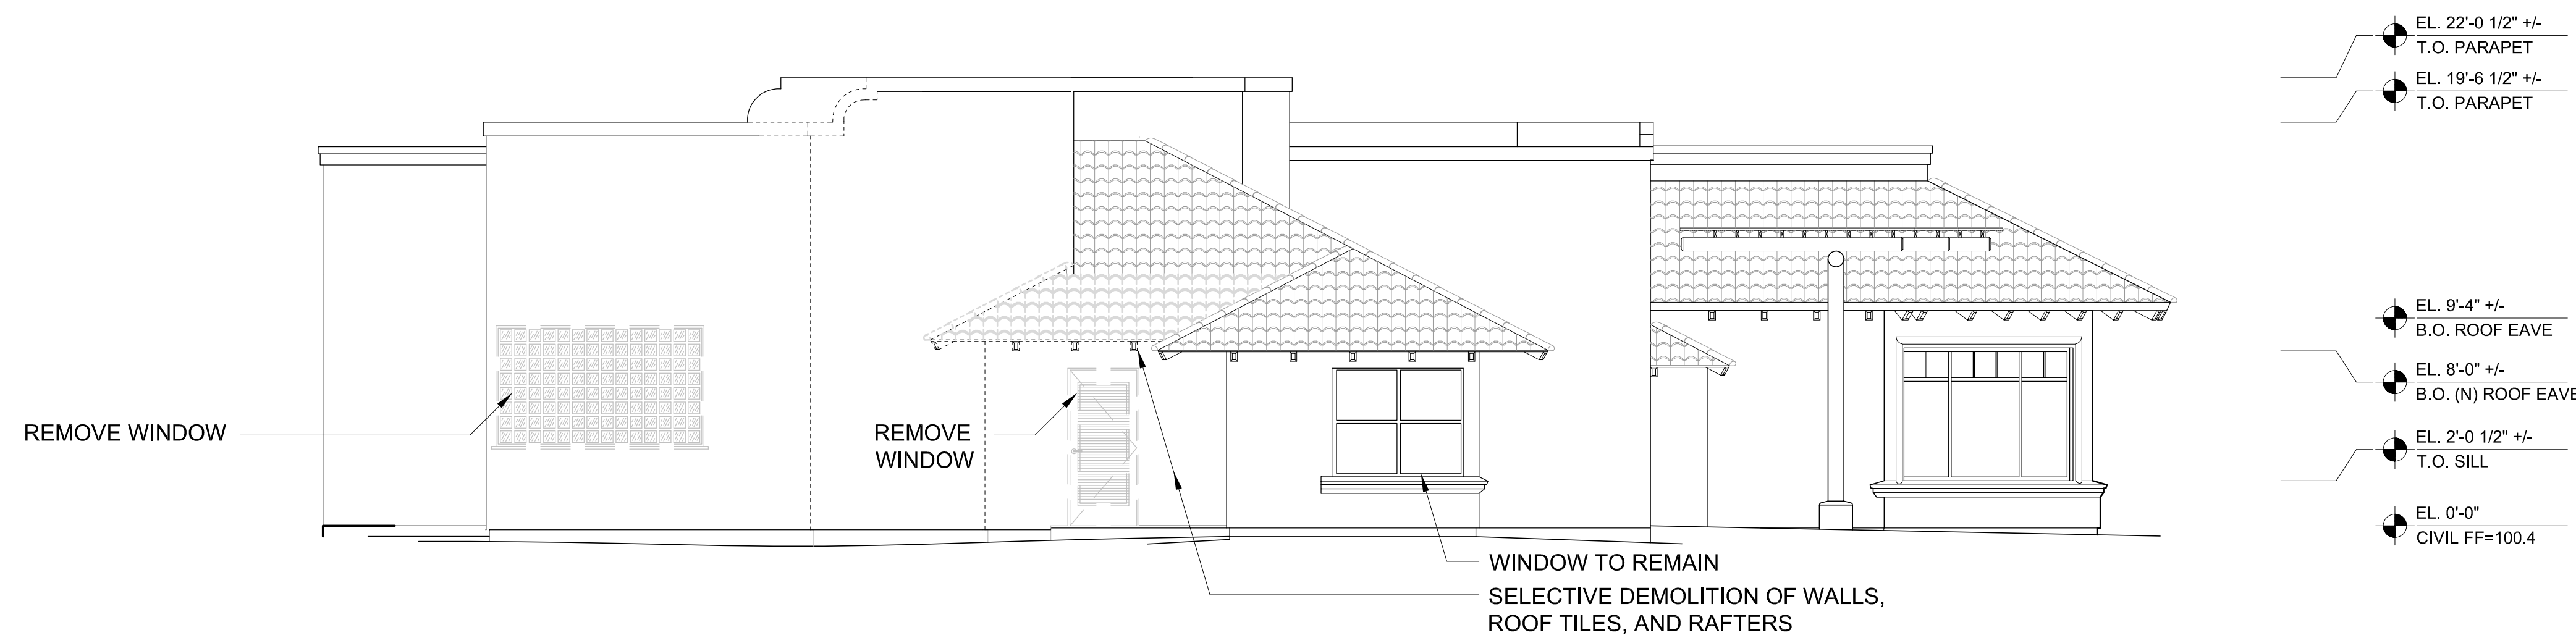 EL. 22'-0 1/2" +/-
T.O. PARAPET
EL. 19'-6 1/2" +/-
T.O. PARAPET
EL. 9'-4" +/-
B.O. ROOF EAVE
EL. 8'-0" +/-
B.O. (N) ROOF EAVE
EL. 2'-0 1/2" +/-
T.O. SILL
EL. 0'-0"
CIVIL FF=100.4
REMOVE WINDOW
REMOVE
WINDOW
WINDOW TO REMAIN
SELECTIVE DEMOLITION OF WALLS,
ROOF TILES, AND RAFTERS